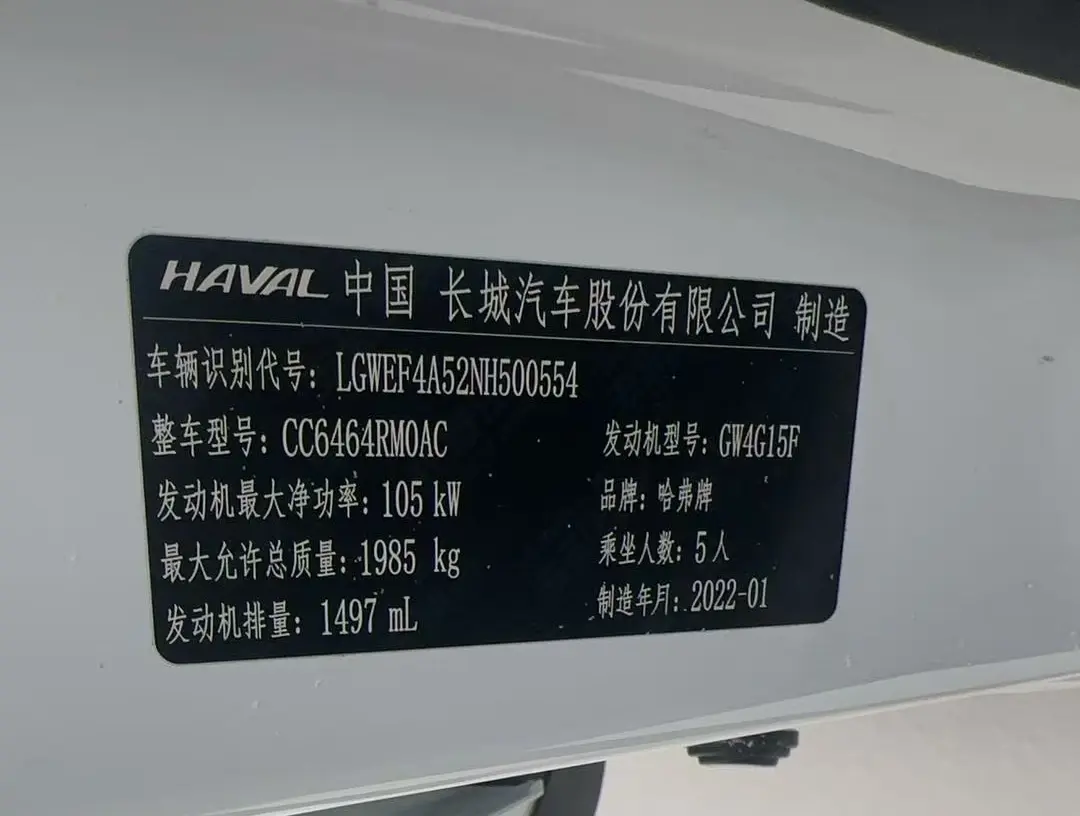 HAVAL 中国 长城汽车股份有限公司 制造
车辆识别代号: LGWEF4A52NH500554
整车型号: CC6464RM0AC 发动机型号: GW4G15F
发动机最大净功率: 105 kW 品牌: 哈弗牌
最大允许总质量: 1985 kg 乘坐人数: 5人
发动机排量: 1497 mL 制造年月: 2022-01